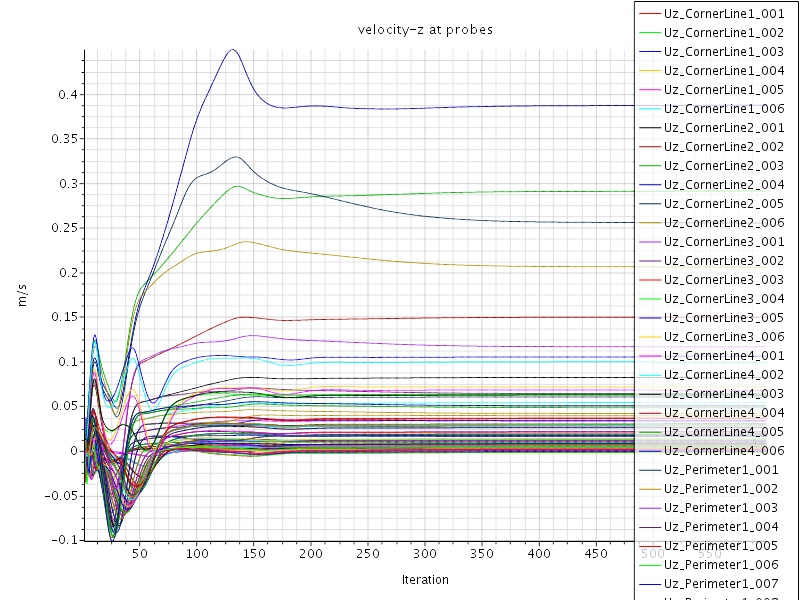 velocity-z at probes
m/s
0.4
0.35
0.3
0.25
0.2
0.15
0.1
0.05
0
-0.05
-0.1
50
100
150
200
250
300
350
400
450
500
550
Iteration
Uz_CornerLine1_001
Uz_CornerLine1_002
Uz_CornerLine1_003
Uz_CornerLine1_004
Uz_CornerLine1_005
Uz_CornerLine1_006
Uz_CornerLine2_001
Uz_CornerLine2_002
Uz_CornerLine2_003
Uz_CornerLine2_004
Uz_CornerLine2_005
Uz_CornerLine2_006
Uz_CornerLine3_001
Uz_CornerLine3_002
Uz_CornerLine3_003
Uz_CornerLine3_004
Uz_CornerLine3_005
Uz_CornerLine3_006
Uz_CornerLine4_001
Uz_CornerLine4_002
Uz_CornerLine4_003
Uz_CornerLine4_004
Uz_CornerLine4_005
Uz_CornerLine4_006
Uz_Perimeter1_001
Uz_Perimeter1_002
Uz_Perimeter1_003
Uz_Perimeter1_004
Uz_Perimeter1_005
Uz_Perimeter1_006
Uz_Perimeter1_007